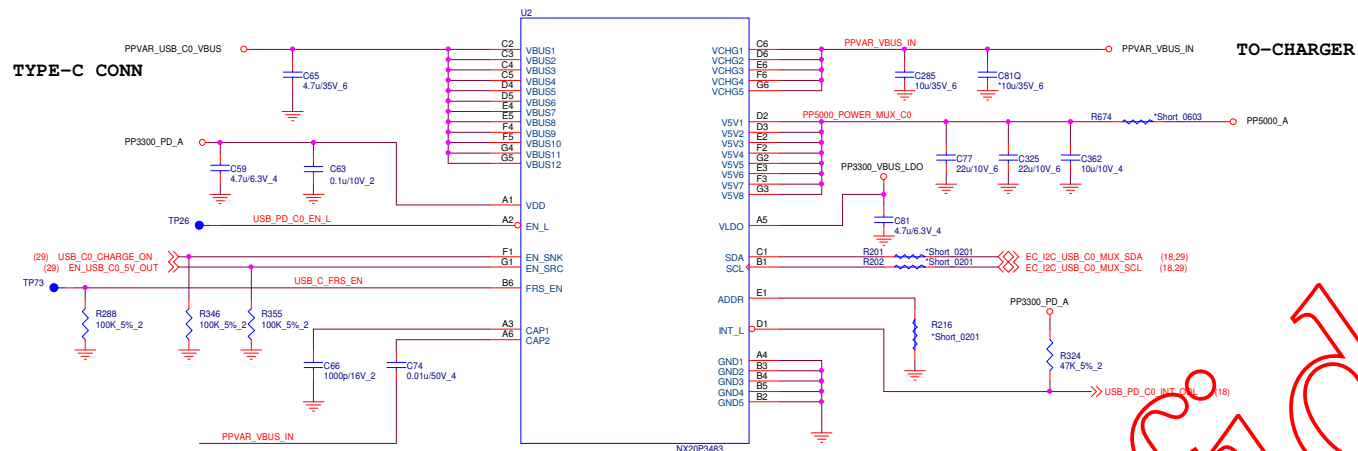 U2
PPVAR_USB_C0_VBUS
TYPE-C CONN
C65
4.7u/35V_6
PP3300_PD_A
C59
4.7u/6.3V_4
C63
0.1u/10V_2
TP26
USB_PD_C0_EN_L
(29) USB_C0_CHARGE_ON
(29) EN_USB_C0_5V_OUT
TP73
USB_C_FRS_EN
R288
100K_5%_2
R346
100K_5%_2
R355
100K_5%_2
C66
1000p/16V_2
C74
0.01u/50V_4
PPVAR_VBUS_IN
C2 VBUS1
C3 VBUS2
C4 VBUS3
C5 VBUS4
D4 VBUS5
D5 VBUS6
E4 VBUS7
E5 VBUS8
F4 VBUS9
F5 VBUS10
G4 VBUS11
G5 VBUS12
A1 VDD
A2 EN_L
F1 EN_SNK
G1 EN_SRC
B6 FRS_EN
A3 CAP1
A6 CAP2
VCHG1 C6
VCHG2 D6
VCHG3 E6
VCHG4 F6
VCHG5 G6
V5V1 D2
V5V2 D3
V5V3 E2
V5V4 F2
V5V5 G2
V5V6 E3
V5V7 F3
V5V8 G3
VLDO A5
SDA C1
SCL B1
ADDR E1
INT_L D1
GND1 A4
GND2 B3
GND3 B4
GND4 B5
GND5 B2
NX20P3483
PPVAR_VBUS_IN
PPVAR_VBUS_IN
TO-CHARGER
C285
10u/35V_6
C81Q
*10u/35V_6
PP5000_POWER_MUX_C0
R674 *Short_0603
PP5000_A
C77
22u/10V_6
C325
22u/10V_6
C362
10u/10V_4
PP3300_VBUS_LDO
C81
4.7u/6.3V_4
R201 *Short_0201
R202 *Short_0201
EC_I2C_USB_C0_MUX_SDA (18,29)
EC_I2C_USB_C0_MUX_SCL (18,29)
R216
*Short_0201
PP3300_PD_A
R324
47K_5%_2
USB_PD_C0_INT_ODL (18)